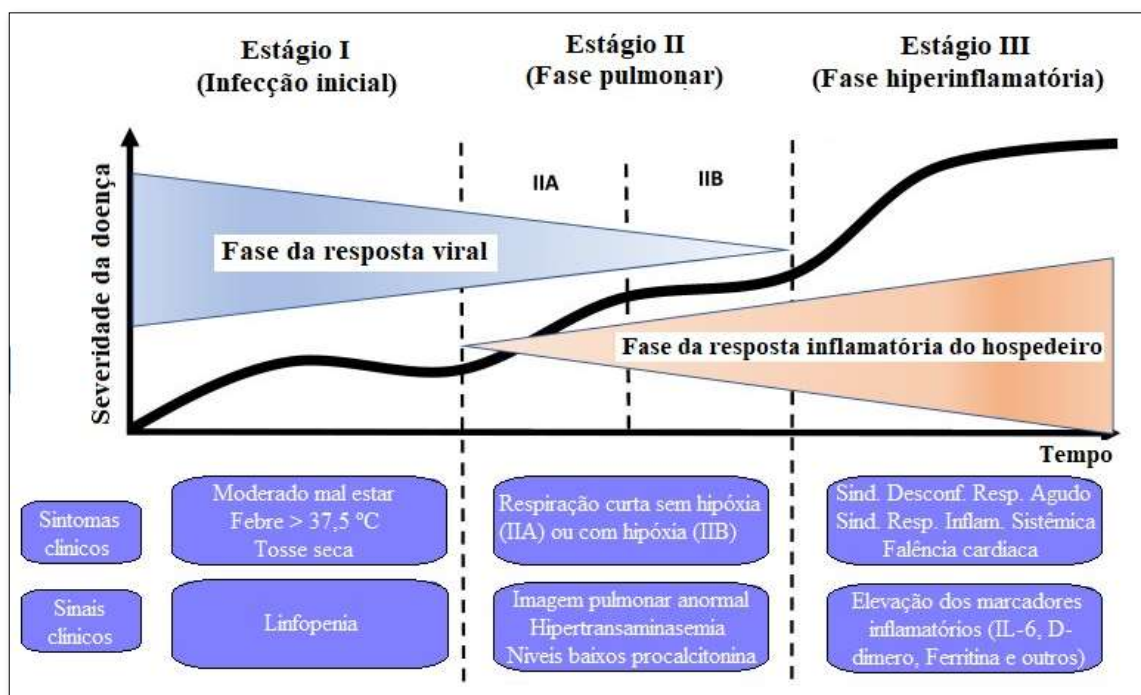 Estágio I
(Infecção inicial)
Estágio II
(Fase pulmonar)
Estágio III
(Fase hiperinflamatória)
Severidade da doença
IIA
IIB
Fase da resposta viral
Fase da resposta inflamatória do hospedeiro
Tempo
Sintomas
clínicos
Moderado mal estar
Febre > 37,5 ºC
Tosse seca
Respiração curta sem hipóxia
(IIA) ou com hipóxia (IIB)
Sind. Desconf. Resp. Agudo
Sind. Resp. Inflam. Sistêmica
Falência cardíaca
Sinais
clínicos
Linfopenia
Imagem pulmonar anormal
Hipertransaminasemia
Níveis baixos procalcitonina
Elevação dos marcadores
inflamatórios (IL-6, D-
dimero, Ferritina e outros)